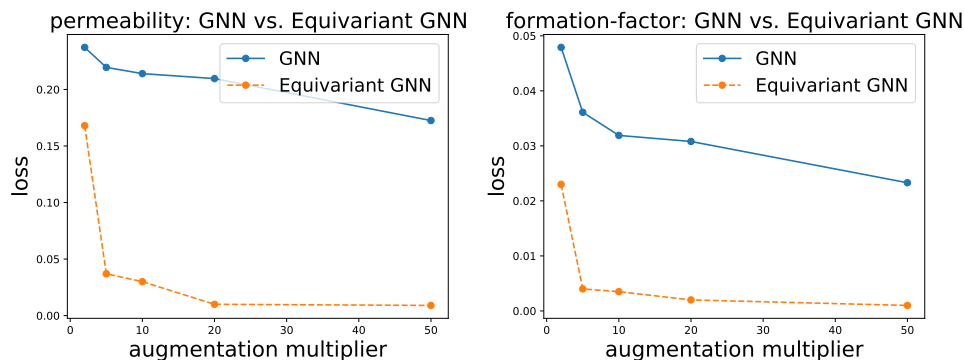 permeability: GNN vs. Equivariant GNN
GNN
Equivariant GNN
loss
0.20
0.15
0.10
0.05
0.00
0 10 20 30 40 50
augmentation multiplier
formation-factor: GNN vs. Equivariant GNN
GNN
Equivariant GNN
loss
0.05
0.04
0.03
0.02
0.01
0.00
0 10 20 30 40 50
augmentation multiplier